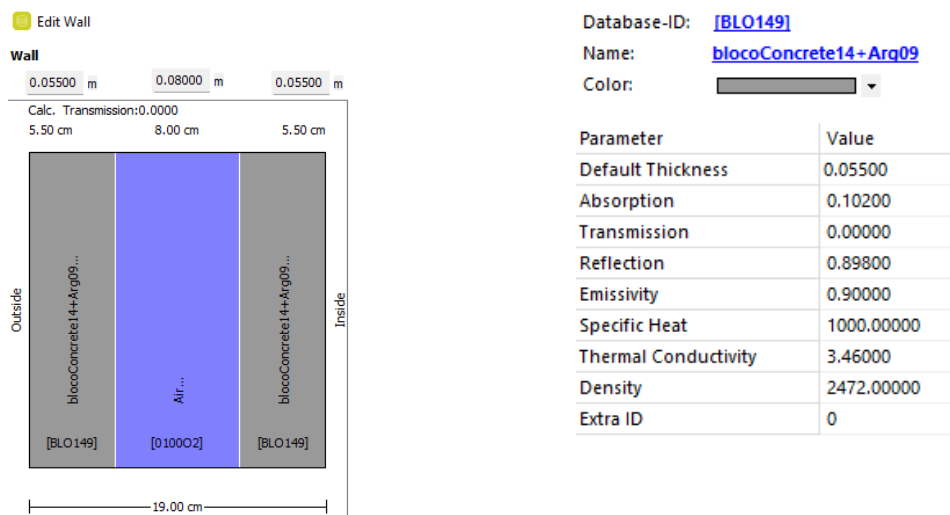 Edit Wall
Wall
0.05500 m 0.08000 m 0.05500 m
Calc. Transmission:0.0000
5.50 cm 8.00 cm 5.50 cm
Outside
blocoConcrete14+Arg09...
[BLO149]
Air...
[0100O2]
blocoConcrete14+Arg09...
[BLO149]
Inside
19.00 cm
Database-ID: [BLO149]
Name: blocoConcrete14+Arg09
Color:
Parameter Value
Default Thickness 0.05500
Absorption 0.10200
Transmission 0.00000
Reflection 0.89800
Emissivity 0.90000
Specific Heat 1000.00000
Thermal Conductivity 3.46000
Density 2472.00000
Extra ID 0